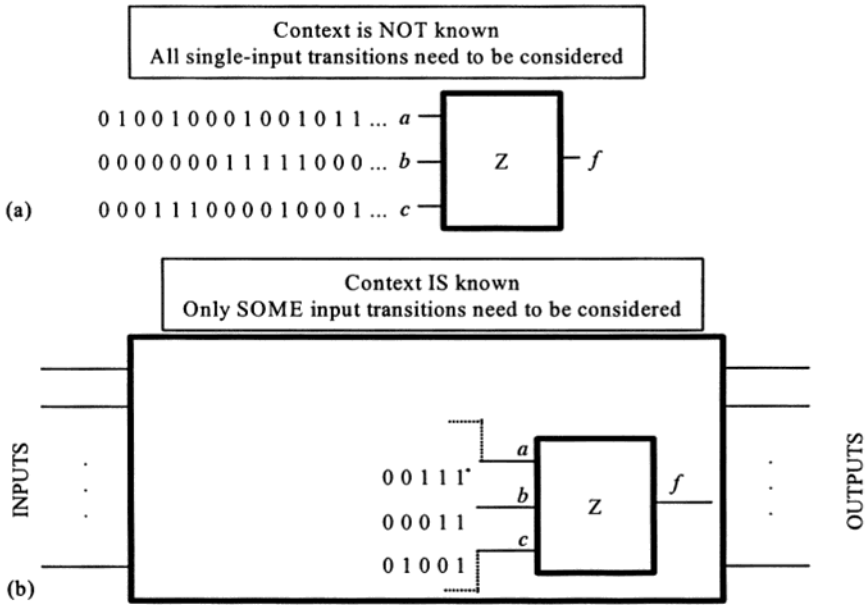 Context is NOT known
All single-input transitions need to be considered
0 1 0 0 1 0 0 0 1 0 0 1 0 1 1 ... a
0 0 0 0 0 0 0 1 1 1 1 1 0 0 0 ... b
Z
f
(a)
0 0 0 1 1 1 0 0 0 0 1 0 0 0 1 ... c
Context IS known
Only SOME input transitions need to be considered
INPUTS
a
0 0 1 1 1
b
Z
f
0 0 0 1 1
c
0 1 0 0 1
OUTPUTS
(b)